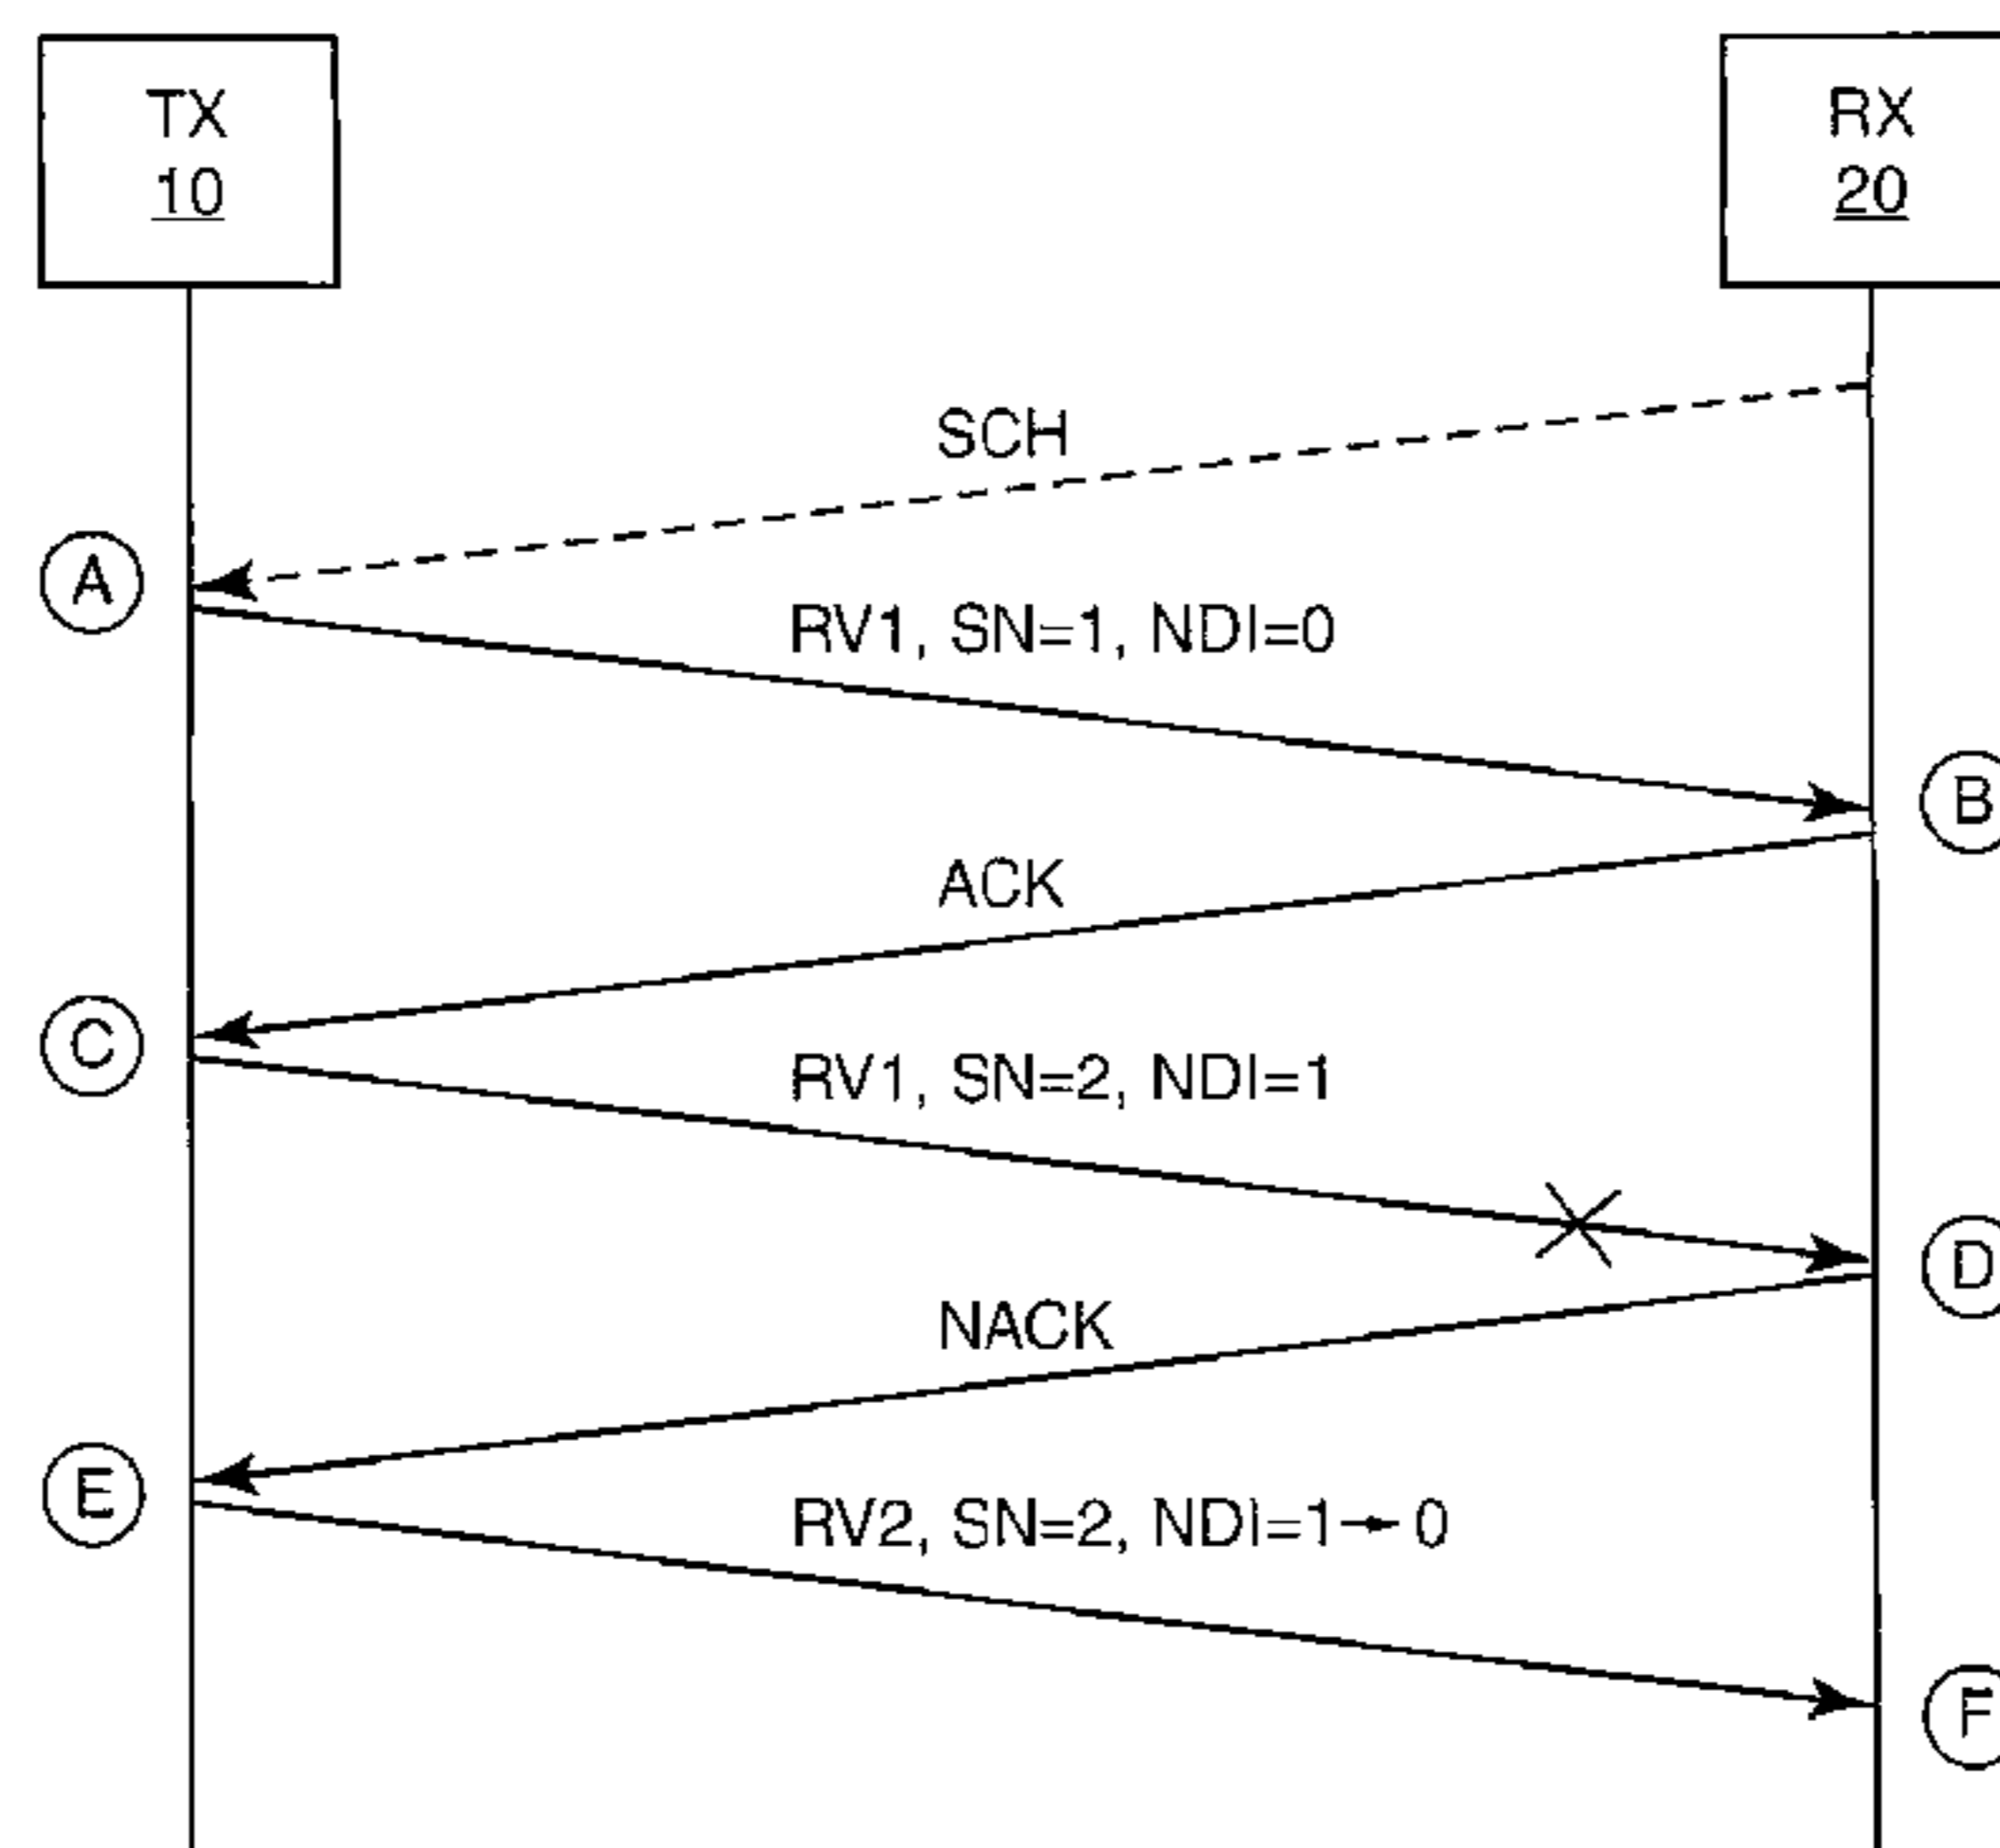 TX
10
RX
20
SCH
A
RV1, SN=1, NDI=0
B
ACK
C
RV1, SN=2, NDI=1
D
NACK
E
RV2, SN=2, NDI=1→0
F